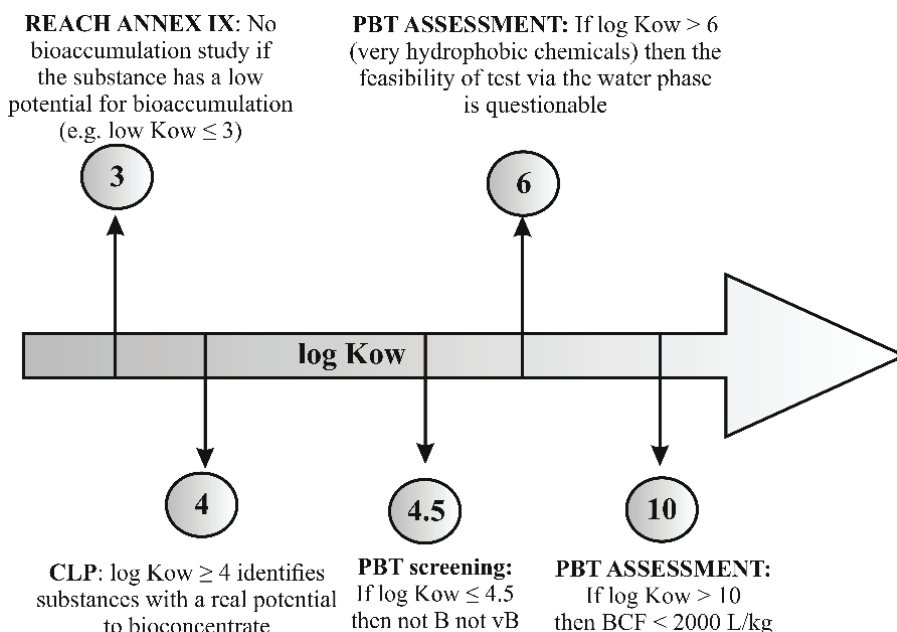 REACH ANNEX IX: No
bioaccumulation study if
the substance has a low
potential for bioaccumulation
(e.g. low Kow ≤ 3)
PBT ASSESSMENT: If log Kow > 6
(very hydrophobic chemicals) then the
feasibility of test via the water phase
is questionable
3
6
log Kow
4
4.5
10
CLP: log Kow ≥ 4 identifies
substances with a real potential
to bioconcentrate
PBT screening:
If log Kow ≤ 4.5
then not B not vB
PBT ASSESSMENT:
If log Kow > 10
then BCF < 2000 L/kg